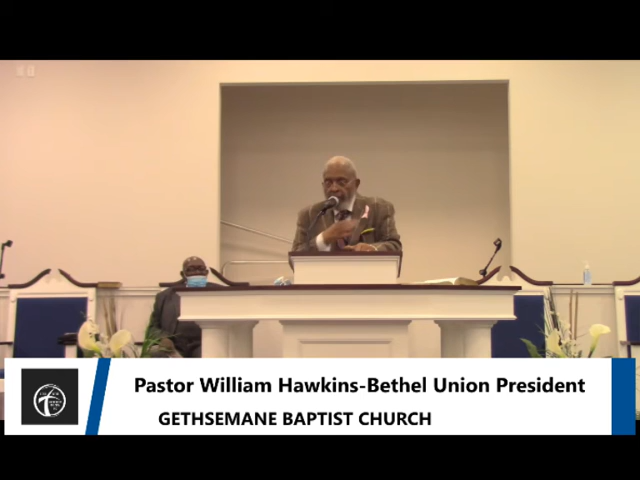 Pastor William Hawkins-Bethel Union President
GETHSEMANE BAPTIST CHURCH